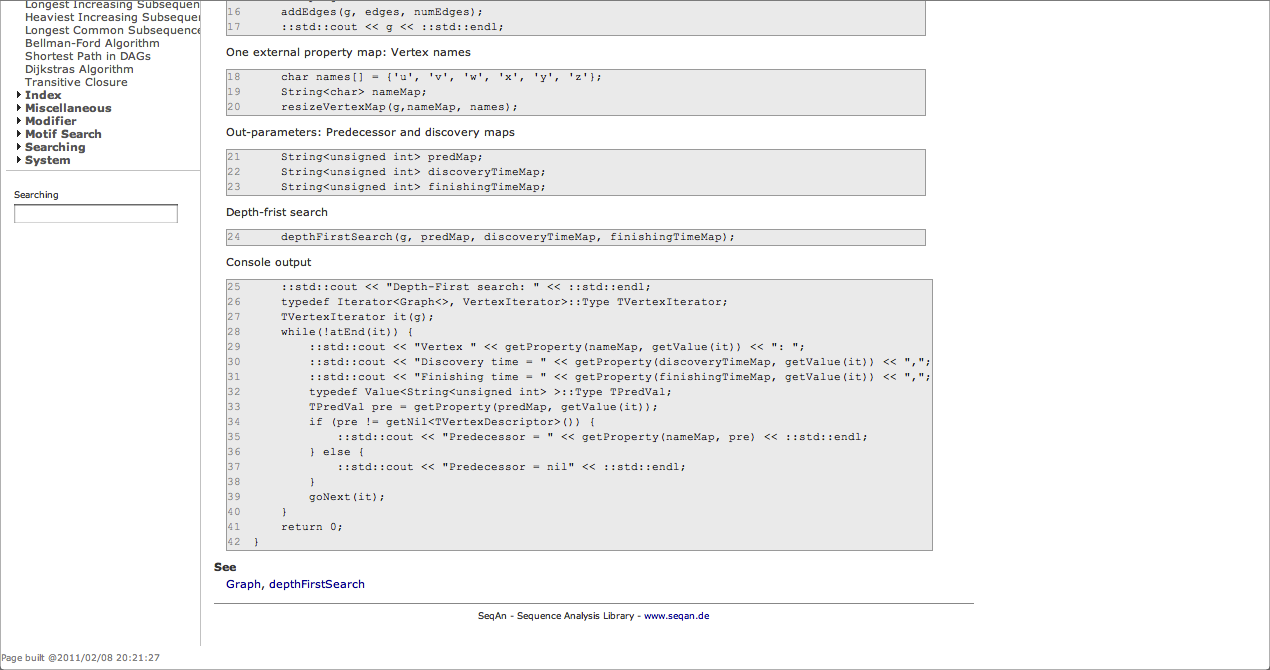 Longest Increasing Subsequen
Heaviest Increasing Subseque
Longest Common Subsequence
Bellman-Ford Algorithm
Shortest Path in DAGs
Dijkstras Algorithm
Transitive Closure
Index
Miscellaneous
Modifier
Motif Search
Searching
System
Searching
16 addEdges(g, edges, numEdges);
17 ::std::cout << g << ::std::endl;
One external property map: Vertex names
18 char names[] = {'u', 'v', 'w', 'x', 'y', 'z'};
19 String<char> nameMap;
20 resizeVertexMap(g,nameMap, names);
Out-parameters: Predecessor and discovery maps
21 String<unsigned int> predMap;
22 String<unsigned int> discoveryTimeMap;
23 String<unsigned int> finishingTimeMap;
Depth-frist search
24 depthFirstSearch(g, predMap, discoveryTimeMap, finishingTimeMap);
Console output
25 ::std::cout << "Depth-First search: " << ::std::endl;
26 typedef Iterator<Graph<>, VertexIterator>::Type TVertexIterator;
27 TVertexIterator it(g);
28 while(!atEnd(it)) {
29 ::std::cout << "Vertex " << getProperty(nameMap, getValue(it)) << ": ";
30 ::std::cout << "Discovery time = " << getProperty(discoveryTimeMap, getValue(it)) << ",";
31 ::std::cout << "Finishing time = " << getProperty(finishingTimeMap, getValue(it)) << ",";
32 typedef Value<String<unsigned int> >::Type TPredVal;
33 TPredVal pre = getProperty(predMap, getValue(it));
34 if (pre != getNil<TVertexDescriptor>()) {
35 ::std::cout << "Predecessor = " << getProperty(nameMap, pre) << ::std::endl;
36 } else {
37 ::std::cout << "Predecessor = nil" << ::std::endl;
38 }
39 goNext(it);
40 }
41 return 0;
42 }
See
Graph, depthFirstSearch
SeqAn - Sequence Analysis Library - www.seqan.de
Page built @2011/02/08 20:21:27